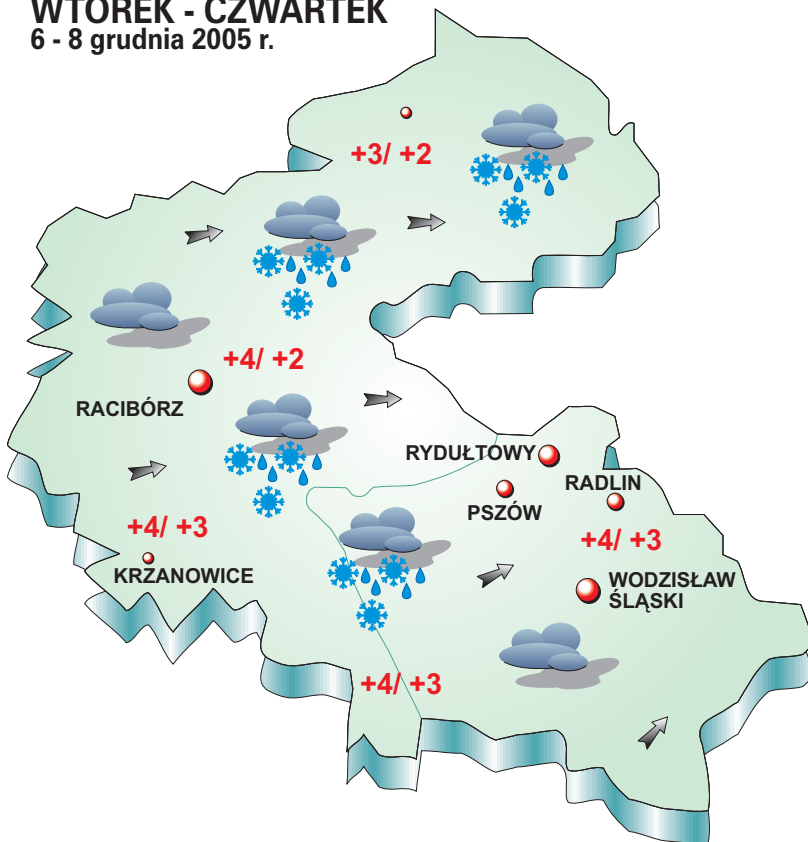 WTOREK - CZWARTEK
6 - 8 grudnia 2005 r.
+3/ +2
+4/ +2
RACIBÓRZ
RYDUŁTOWY
RADLIN
PSZÓW
+4/ +3
+4/ +3
KRZANOWICE
WODZISŁAW
ŚLĄSKI
+4/ +3